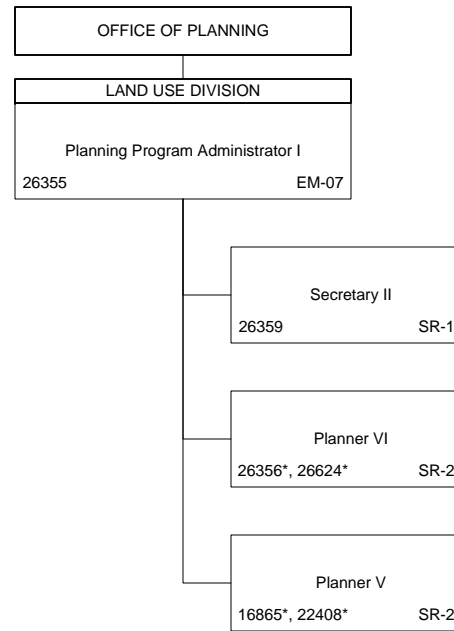 OFFICE OF PLANNING
LAND USE DIVISION
Planning Program Administrator I
26355 EM-07
Secretary II
26359 SR-1
Planner VI
26356*, 26624* SR-2
Planner V
16865*, 22408* SR-2